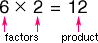 6 × 2 = 12
factors product